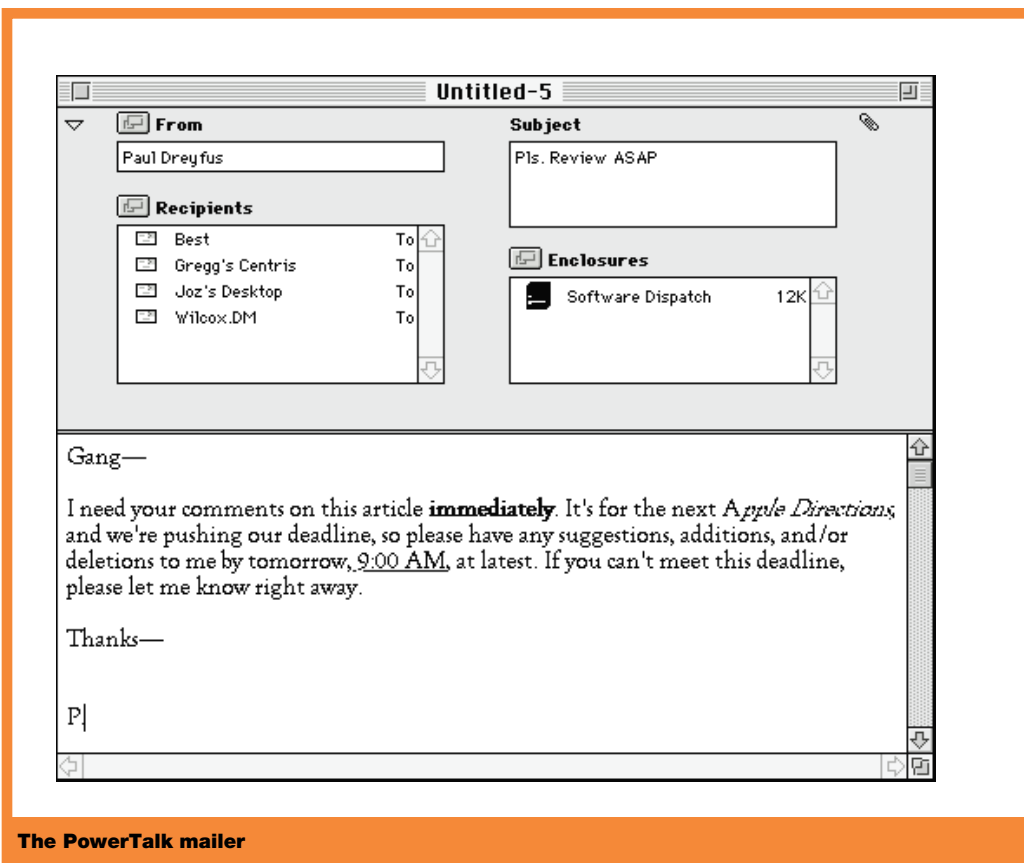 Untitled-5
From
Paul Dreyfus
Recipients
Best To
Gregg's Centris To
Joz's Desktop To
Wilcox.DM To
Subject
Pls. Review ASAP
Enclosures
Software Dispatch 12K
Gang—
I need your comments on this article immediately. It's for the next Apple Directions,
and we're pushing our deadline, so please have any suggestions, additions, and/or
deletions to me by tomorrow, 9:00 AM, at latest. If you can't meet this deadline,
please let me know right away.
Thanks—
P.
The PowerTalk mailer